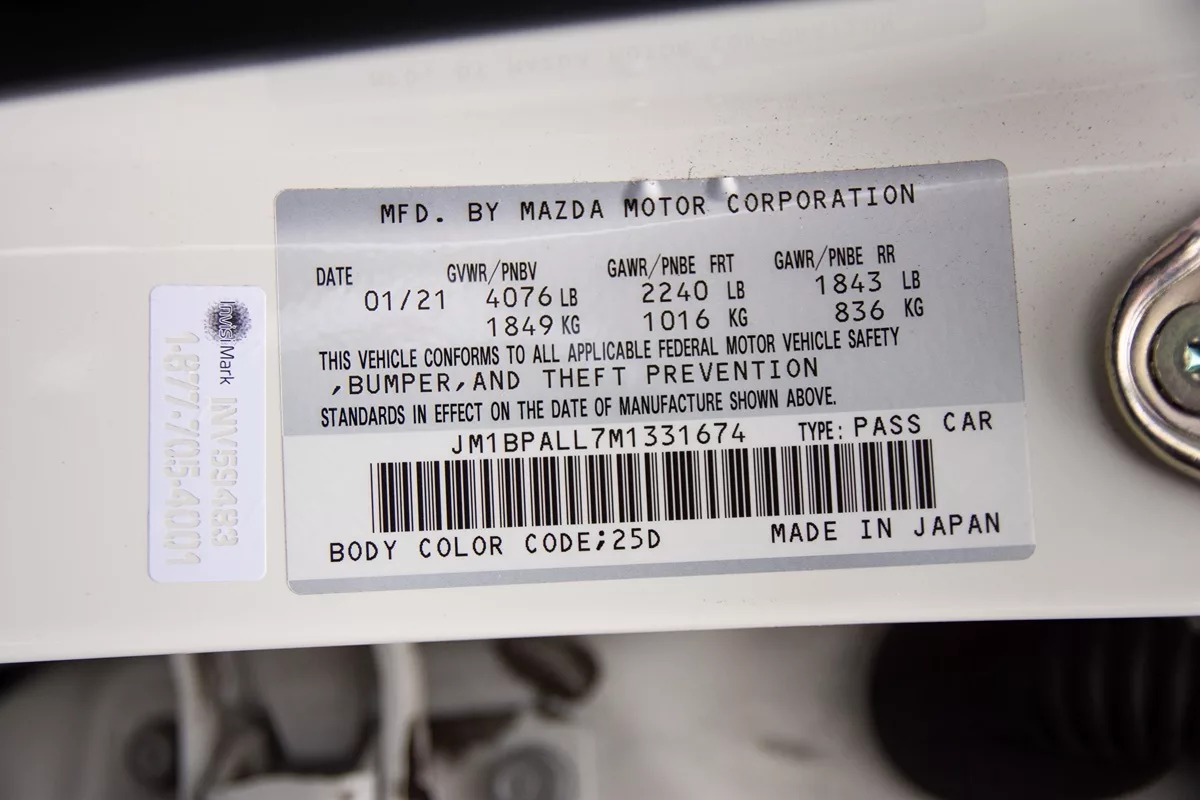 MFD. BY MAZDA MOTOR CORPORATION
DATE GVWR/PNBV GAWR/PNBE FRT GAWR/PNBE RR
01/21 4076 LB 2240 LB 1843 LB
1849 KG 1016 KG 836 KG
THIS VEHICLE CONFORMS TO ALL APPLICABLE FEDERAL MOTOR VEHICLE SAFETY
,BUMPER,AND THEFT PREVENTION
STANDARDS IN EFFECT ON THE DATE OF MANUFACTURE SHOWN ABOVE.
JM1BPALL7M1331674 TYPE: PASS CAR
BODY COLOR CODE;25D MADE IN JAPAN
InvisiMark
INV59483
1-877-705-4001